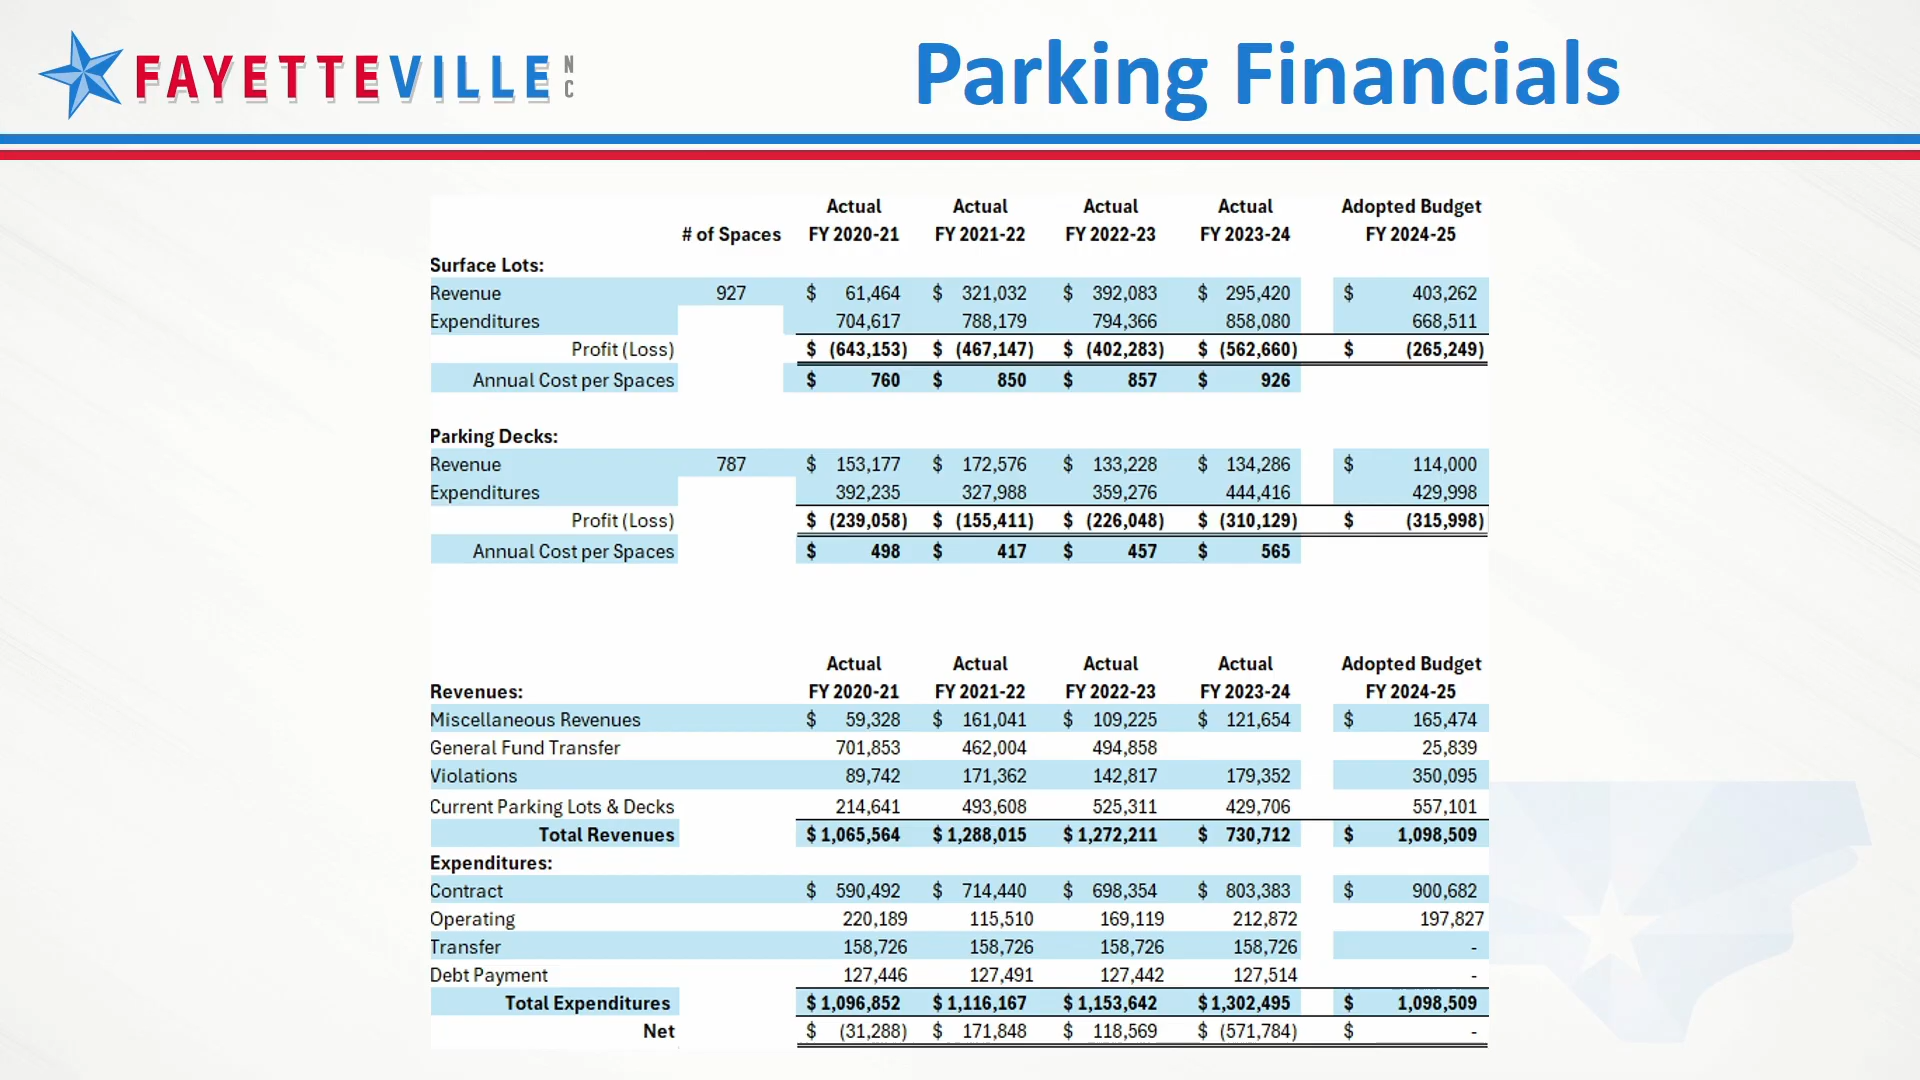 FAYETTEVILLE NC
Parking Financials
Actual Actual Actual Actual Adopted Budget
# of Spaces FY 2020-21 FY 2021-22 FY 2022-23 FY 2023-24 FY 2024-25
Surface Lots:
Revenue 927 $ 61,464 $ 321,032 $ 392,083 $ 295,420 $ 403,262
Expenditures 704,617 788,179 794,366 858,080 668,511
Profit (Loss) $ (643,153) $ (467,147) $ (402,283) $ (562,660) $ (265,249)
Annual Cost per Spaces $ 760 $ 850 $ 857 $ 926
Parking Decks:
Revenue 787 $ 153,177 $ 172,576 $ 133,228 $ 134,286 $ 114,000
Expenditures 392,235 327,988 359,276 444,416 429,998
Profit (Loss) $ (239,058) $ (155,411) $ (226,048) $ (310,129) $ (315,998)
Annual Cost per Spaces $ 498 $ 417 $ 457 $ 565
Actual Actual Actual Actual Adopted Budget
Revenues: FY 2020-21 FY 2021-22 FY 2022-23 FY 2023-24 FY 2024-25
Miscellaneous Revenues $ 59,328 $ 161,041 $ 109,225 $ 121,654 $ 165,474
General Fund Transfer 701,853 462,004 494,858 25,839
Violations 89,742 171,362 142,817 179,352 350,095
Current Parking Lots & Decks 214,641 493,608 525,311 429,706 557,101
Total Revenues $ 1,065,564 $ 1,288,015 $ 1,272,211 $ 730,712 $ 1,098,509
Expenditures:
Contract $ 590,492 $ 714,440 $ 698,354 $ 803,383 $ 900,682
Operating 220,189 115,510 169,119 212,872 197,827
Transfer 158,726 158,726 158,726 158,726 -
Debt Payment 127,446 127,491 127,442 127,514 -
Total Expenditures $ 1,096,852 $ 1,116,167 $ 1,153,642 $ 1,302,495 $ 1,098,509
Net $ (31,288) $ 171,848 $ 118,569 $ (571,784) $ -